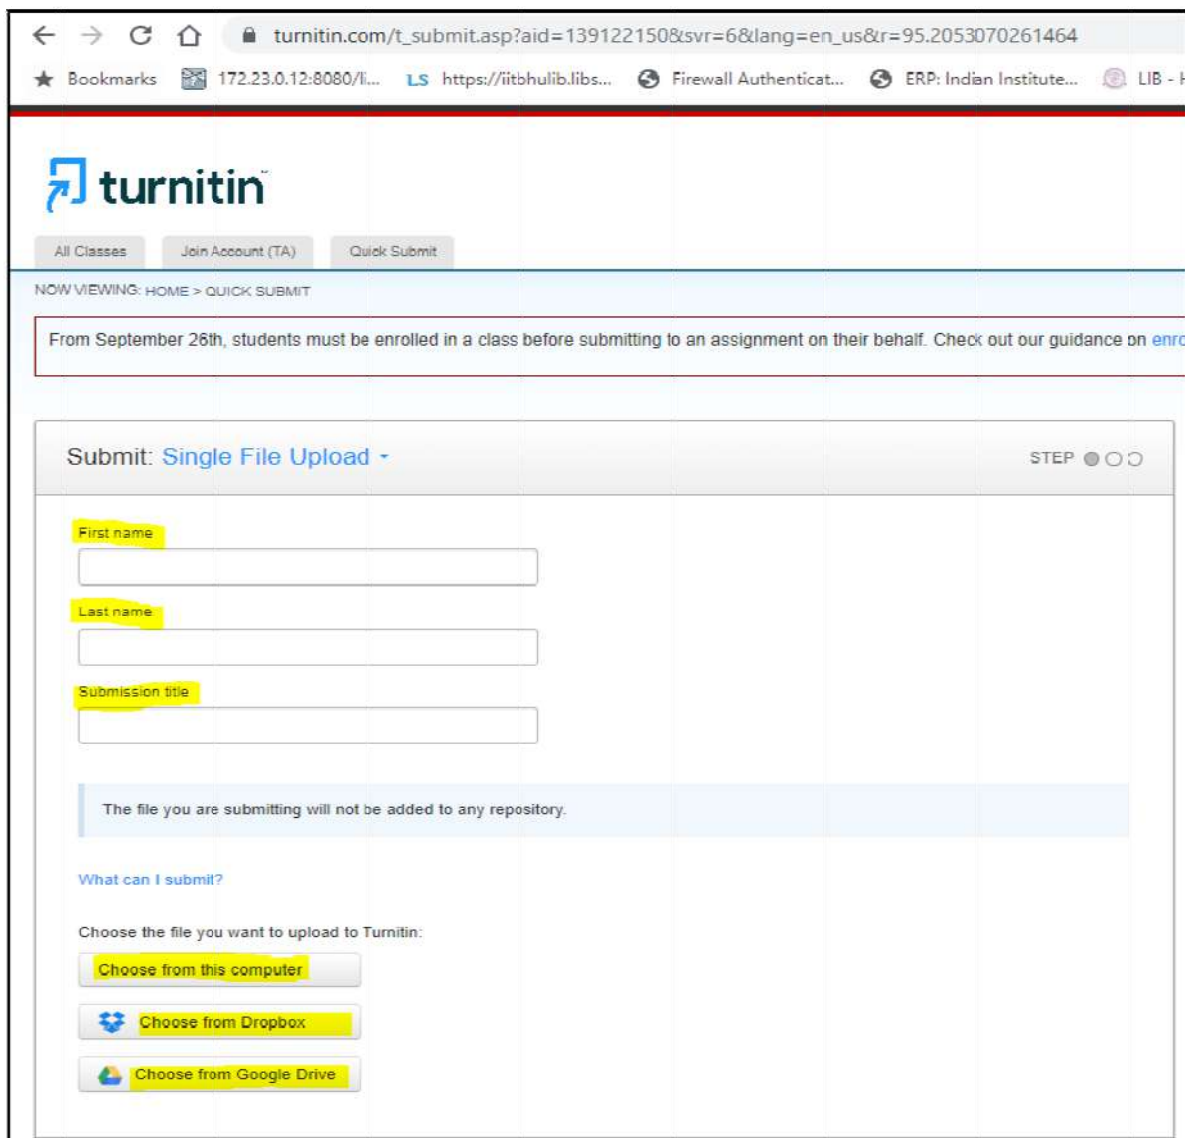 turnitin.com/t_submit.asp?aid=139122150&svr=6&lang=en_us&r=95.2053070261464
Bookmarks 172.23.0.12:8080/li... LS https://iitbhulib.libs... Firewall Authenticat... ERP: Indian Institute... LIB - H
turnitin
All Classes Join Account (TA) Quick Submit
NOW VIEWING: HOME > QUICK SUBMIT
From September 26th, students must be enrolled in a class before submitting to an assignment on their behalf. Check out our guidance on enro
Submit: Single File Upload STEP
First name
Last name
Submission title
The file you are submitting will not be added to any repository.
What can I submit?
Choose the file you want to upload to Turnitin:
Choose from this computer
Choose from Dropbox
Choose from Google Drive